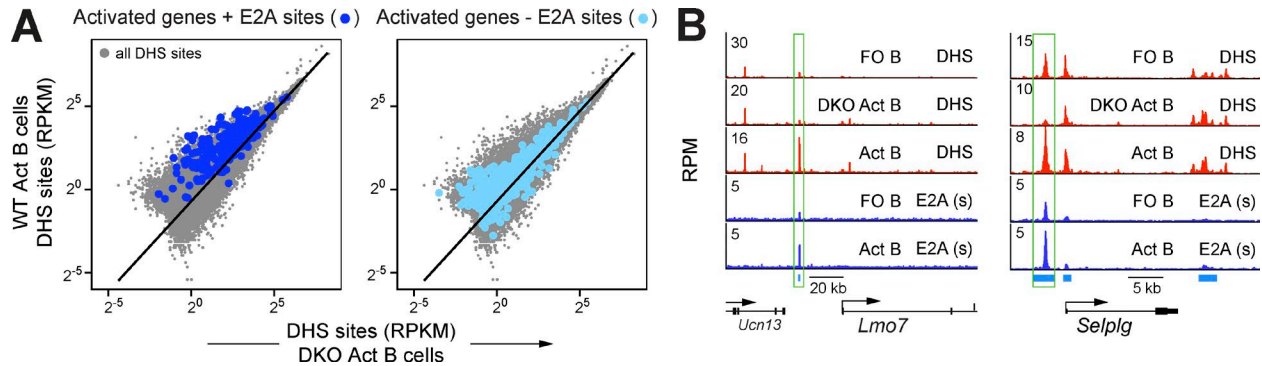 A
Activated genes + E2A sites ( )
Activated genes - E2A sites ( )
all DHS sites
WT Act B cells
DHS sites (RPKM)
2^5
2^0
2^-5
2^5
2^0
2^-5
2^-5
2^0
2^5
2^-5
2^0
2^5
DHS sites (RPKM)
DKO Act B cells
B
RPM
30
FO B DHS
20
DKO Act B DHS
16
Act B DHS
5
FO B E2A (s)
5
Act B E2A (s)
20 kb
Ucn13
Lmo7
15
FO B DHS
10
DKO Act B DHS
8
Act B DHS
5
FO B E2A (s)
5
Act B E2A (s)
5 kb
Selplg